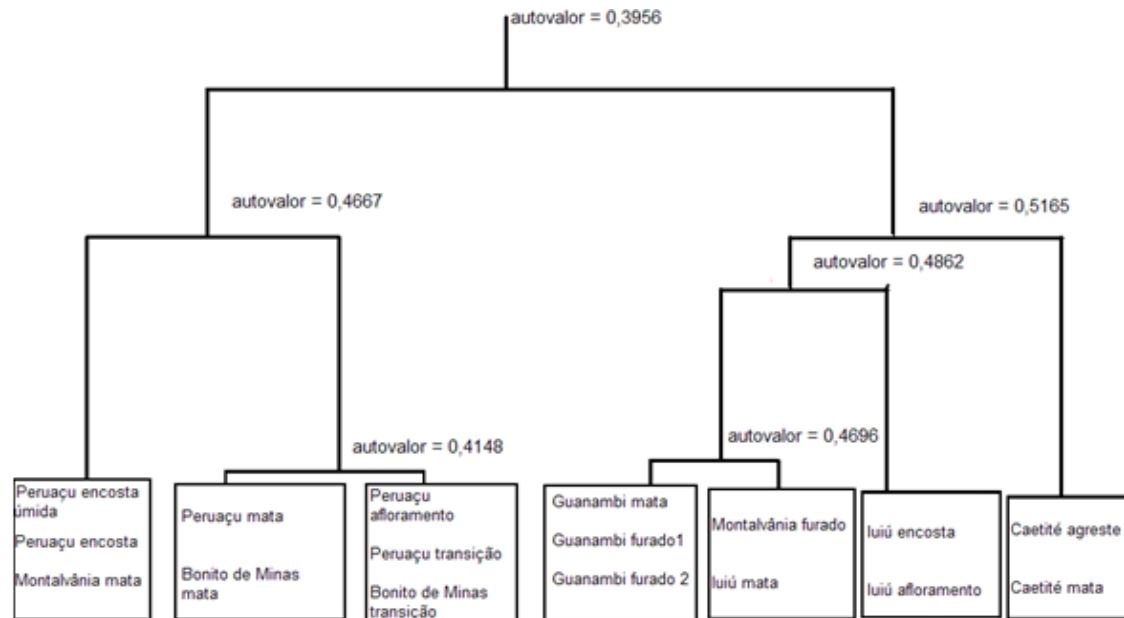 autovalor = 0,3956
autovalor = 0,4667
autovalor = 0,5165
autovalor = 0,4862
autovalor = 0,4148
autovalor = 0,4696
Peruaçu encosta
úmida
Peruaçu encosta
Montalvânia mata
Peruaçu mata
Bonito de Minas
mata
Peruaçu
afloramento
Peruaçu transição
Bonito de Minas
transição
Guanambi mata
Guanambi furado1
Guanambi furado 2
Montalvânia furado
Iuiú mata
Iuiú encosta
Iuiú afloramento
Caetité agreste
Caetité mata